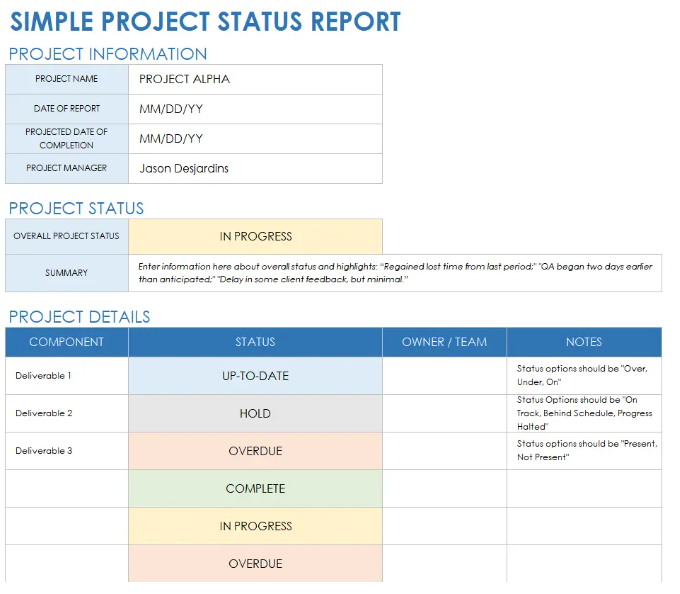 SIMPLE PROJECT STATUS REPORT
PROJECT INFORMATION
PROJECT NAME PROJECT ALPHA
DATE OF REPORT MM/DD/YY
PROJECTED DATE OF
COMPLETION MM/DD/YY
PROJECT MANAGER Jason Desjardins
PROJECT STATUS
OVERALL PROJECT STATUS IN PROGRESS
SUMMARY
Enter information here about overall status and highlights: “Regained lost time from last period;” "QA began two days earlier
than anticipated;" "Delay in some client feedback, but minimal.”
PROJECT DETAILS
COMPONENT STATUS OWNER / TEAM NOTES
Deliverable 1 UP-TO-DATE
Status options should be "Over,
Under, On"
Deliverable 2 HOLD
Status Options should be "On
Track, Behind Schedule, Progress
Halted"
Deliverable 3 OVERDUE
Status options should be "Present,
Not Present"
COMPLETE
IN PROGRESS
OVERDUE